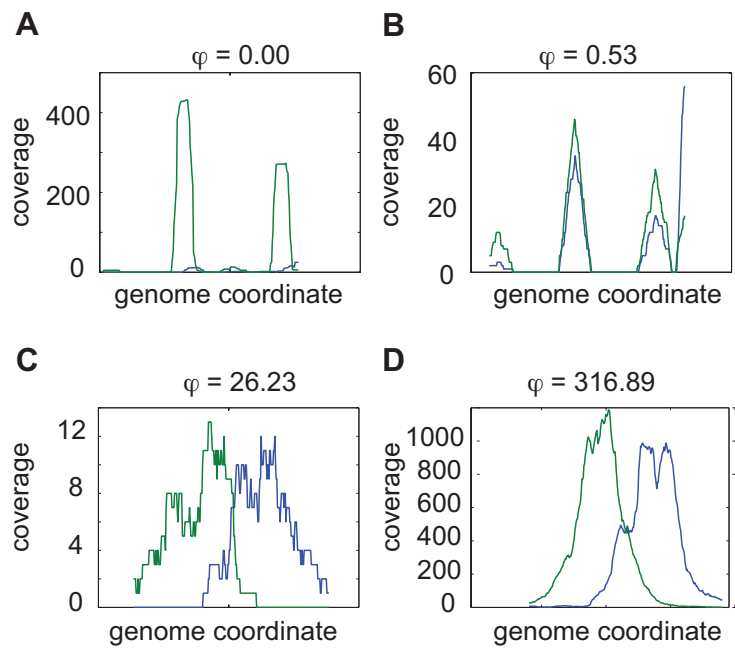 A
φ = 0.00
400
200
0
coverage
genome coordinate
B
φ = 0.53
60
40
20
0
coverage
genome coordinate
C
φ = 26.23
12
8
4
0
coverage
genome coordinate
D
φ = 316.89
1000
800
600
400
200
0
coverage
genome coordinate